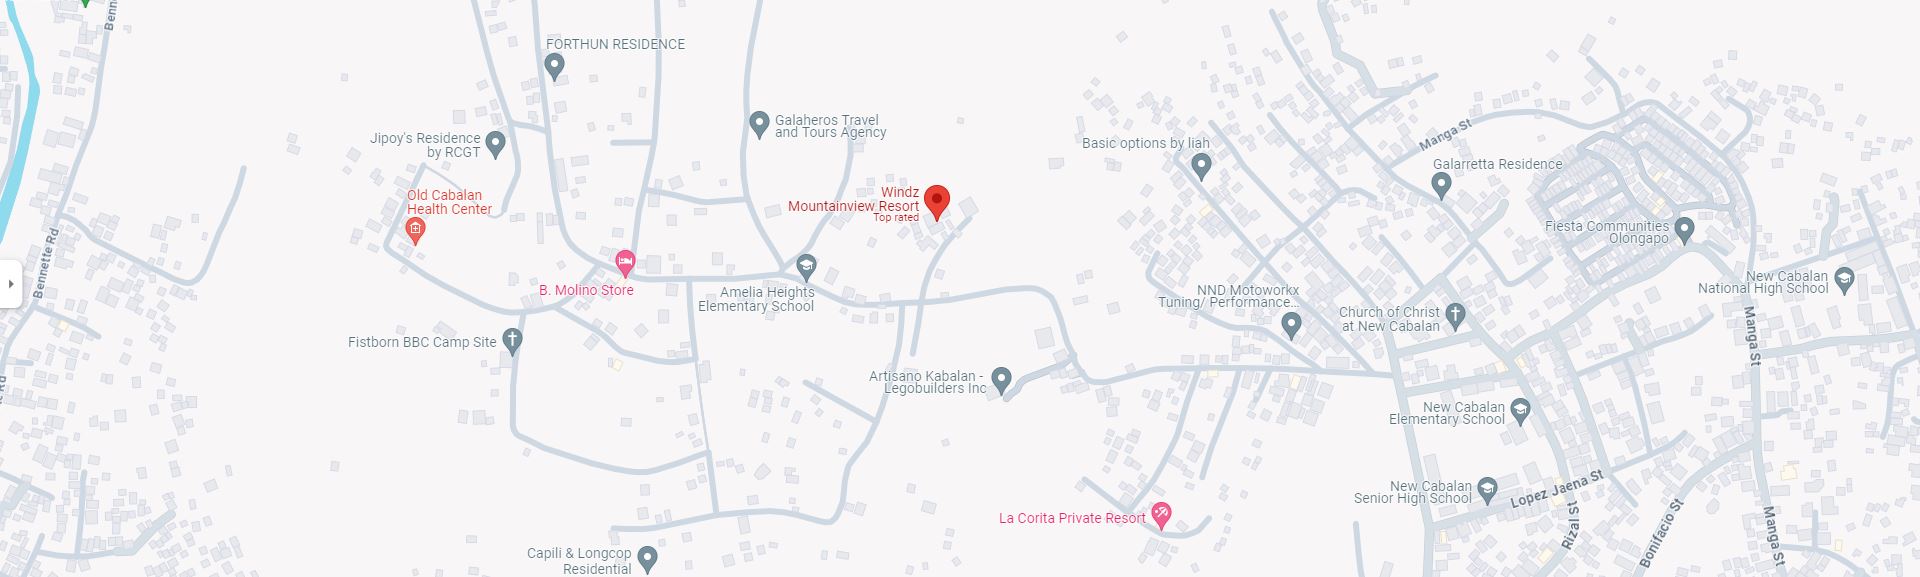 FORTHUN RESIDENCE
Galaheros Travel
and Tours Agency
Jipoy's Residence
by RCGT
Old Cabalan
Health Center
Windz
Mountainview Resort
Top rated
Basic options by liah
Manga St
Galarretta Residence
Fiesta Communities
Olongapo
New Cabalan
National High School
Bennette Rd
B. Molino Store
Amelia Heights
Elementary School
NND Motoworkx
Tuning/ Performance...
Church of Christ
at New Cabalan
Manga St
Fistborn BBC Camp Site
Artisano Kabalan -
Legobuilders Inc
New Cabalan
Elementary School
New Cabalan
Senior High School
Lopez Jaena St
La Corita Private Resort
Rizal St
Bonifacio St
Manga St
Capili & Longcop
Residential